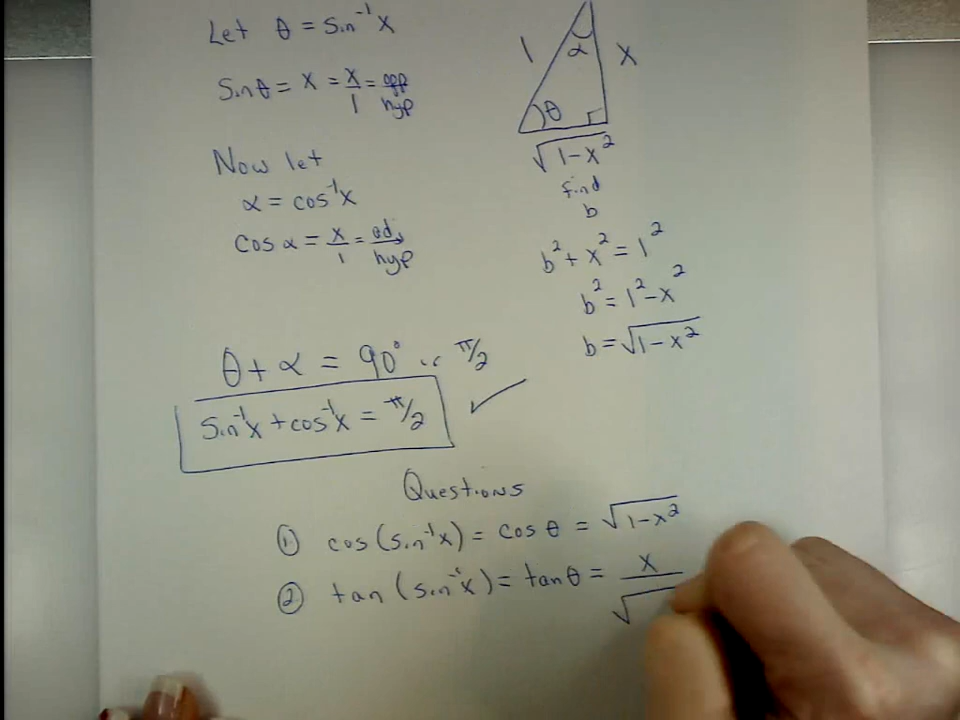 Let θ = Sin⁻¹ x
Sin θ = x = x/1 = opp/hyp
Now let
α = cos⁻¹x
cos α = x/1 = adj/hyp
1
α
x
θ
√(1-x²)
find
b
b² + x² = 1²
b² = 1² - x²
b = √(1-x²)
θ + α = 90° or π/2
Sin⁻¹x + cos⁻¹x = π/2 ✓
Questions
① cos(sin⁻¹x) = cos θ = √(1-x²)
② tan(sin⁻¹x) = tan θ = x/√